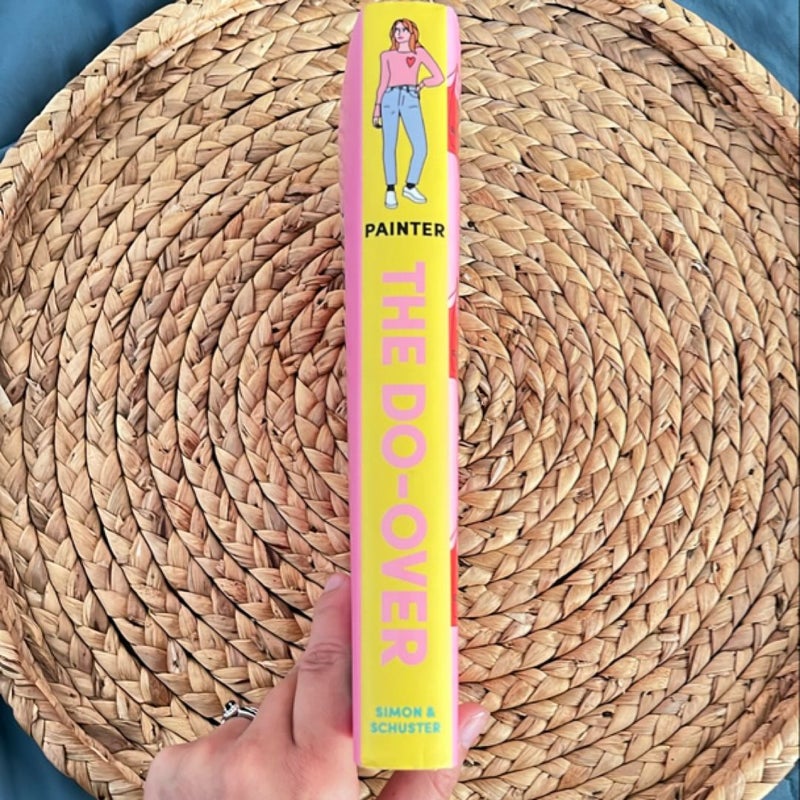 PAINTER
THE DO-OVER
SIMON &
SCHUSTER